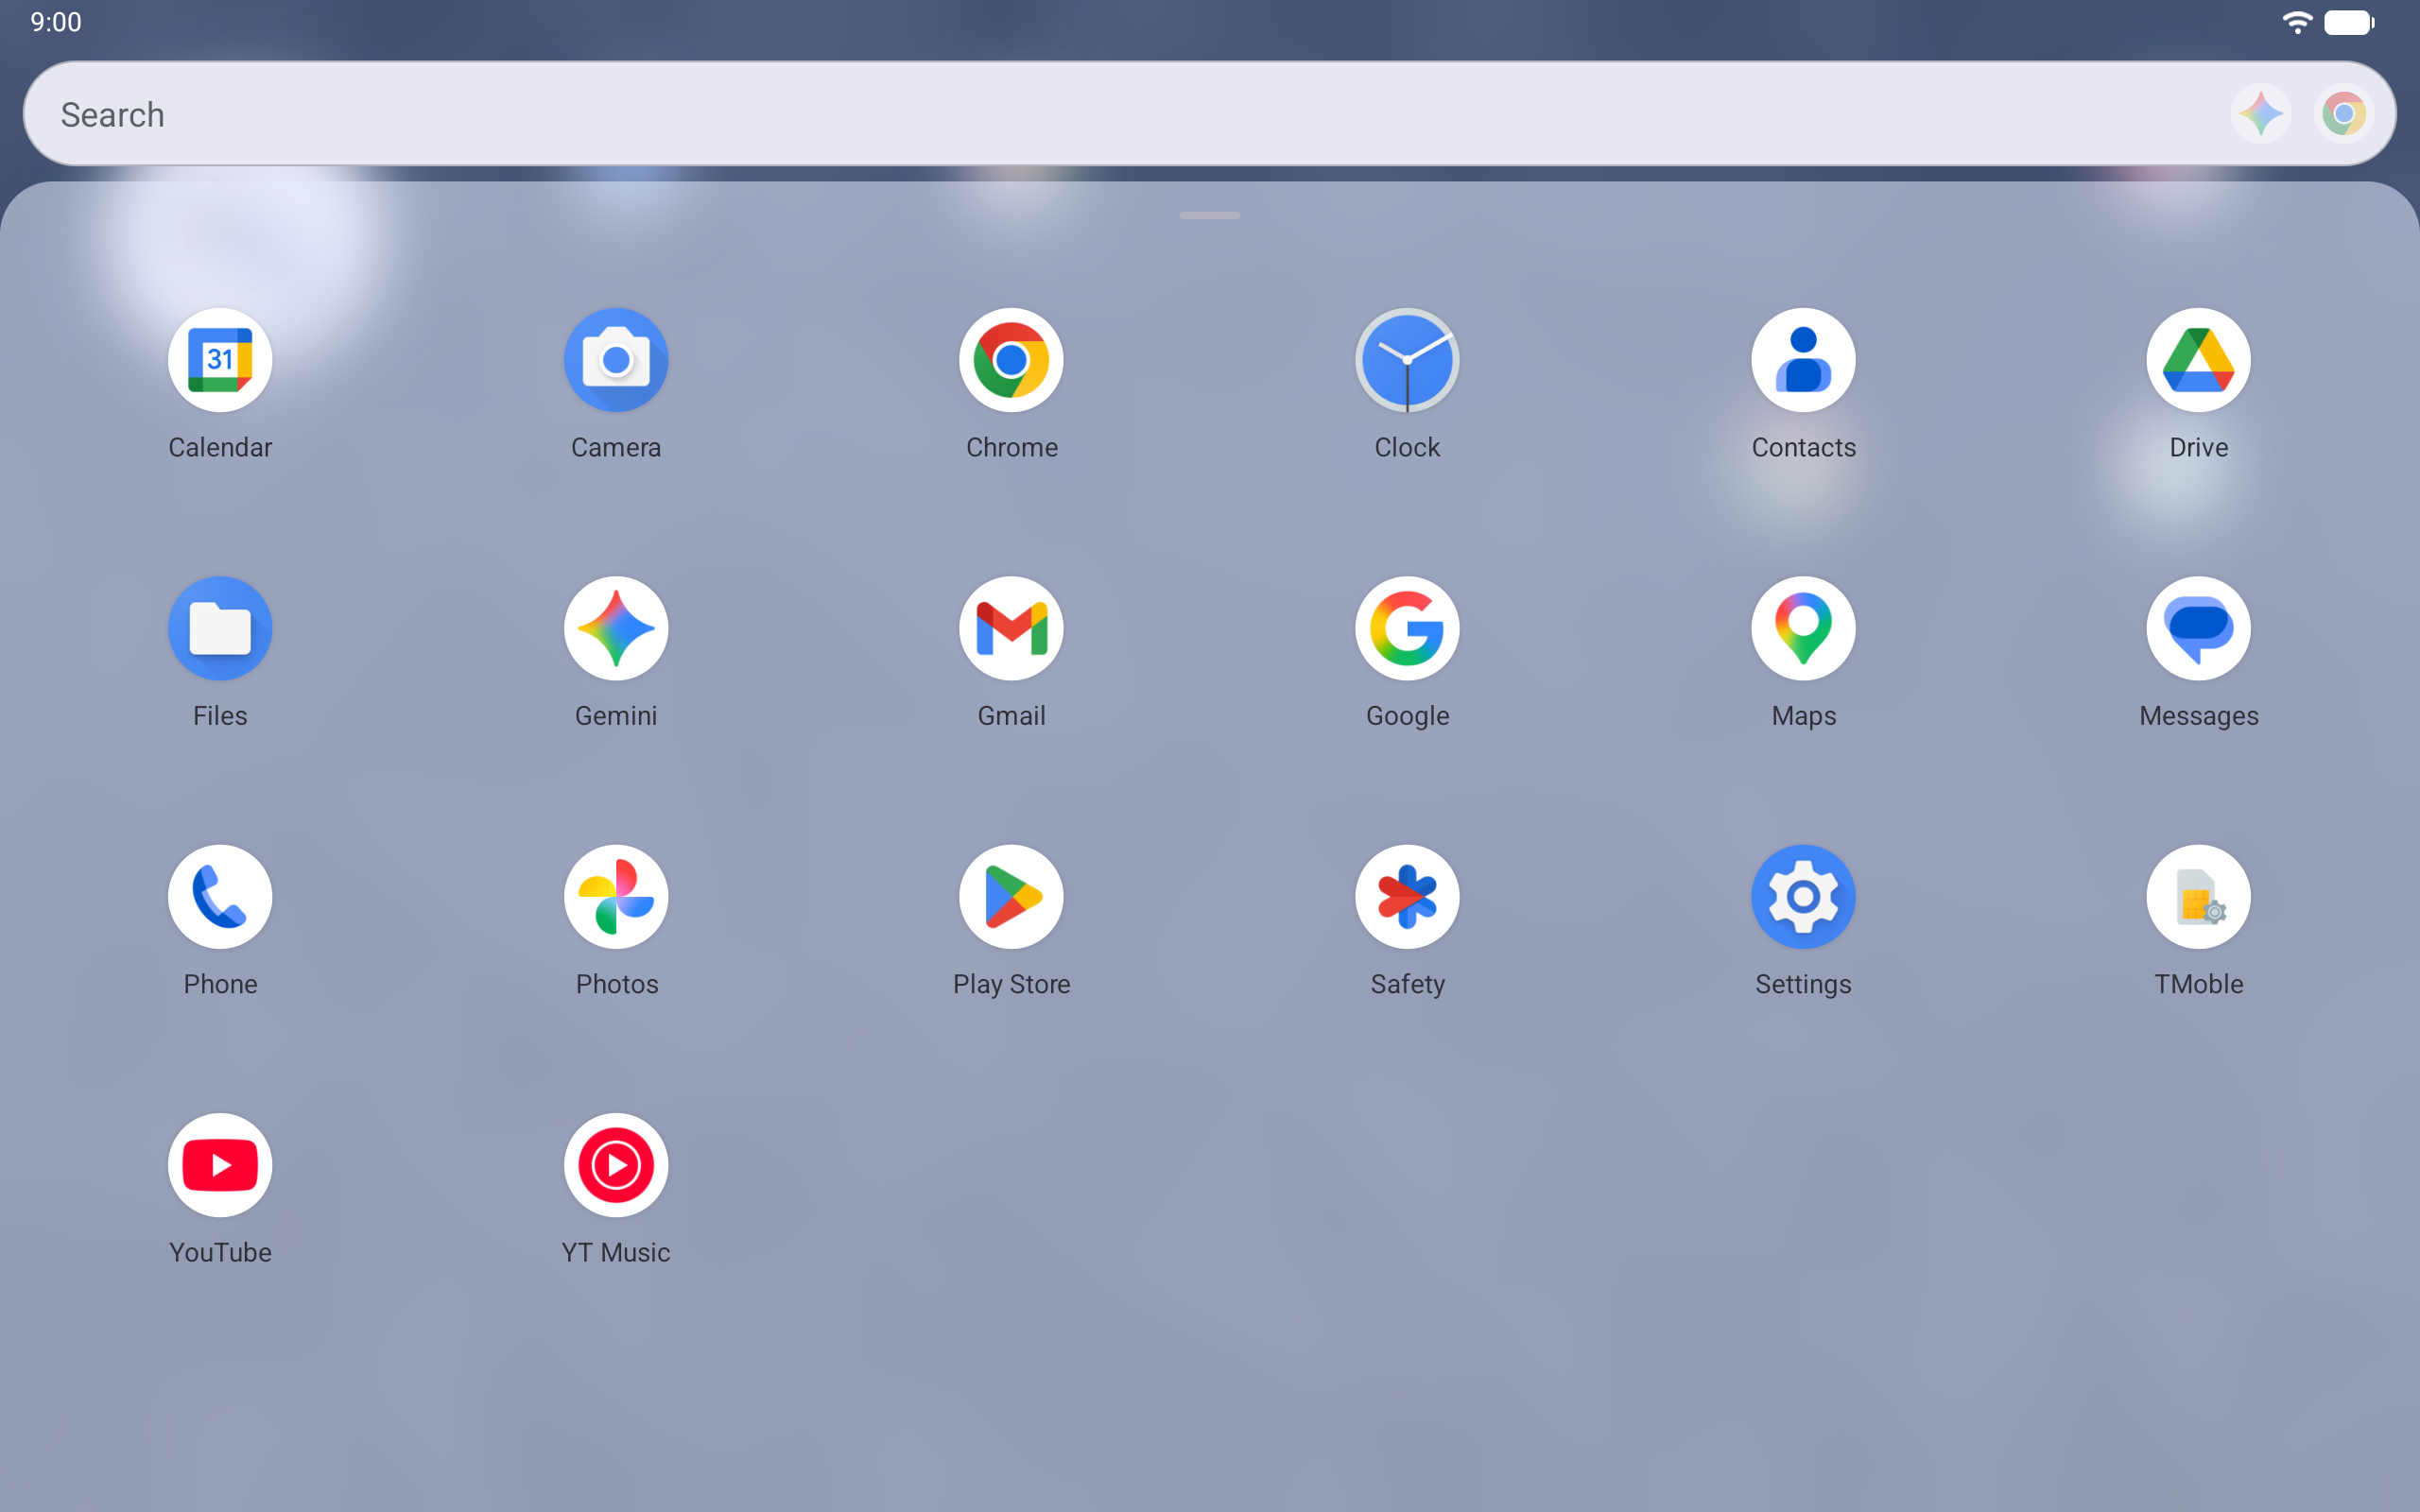 9:00
Search
31
Calendar
Camera
Chrome
Clock
Contacts
Drive
Files
Gemini
Gmail
Google
Maps
Messages
Phone
Photos
Play Store
Safety
Settings
TMoble
YouTube
YT Music